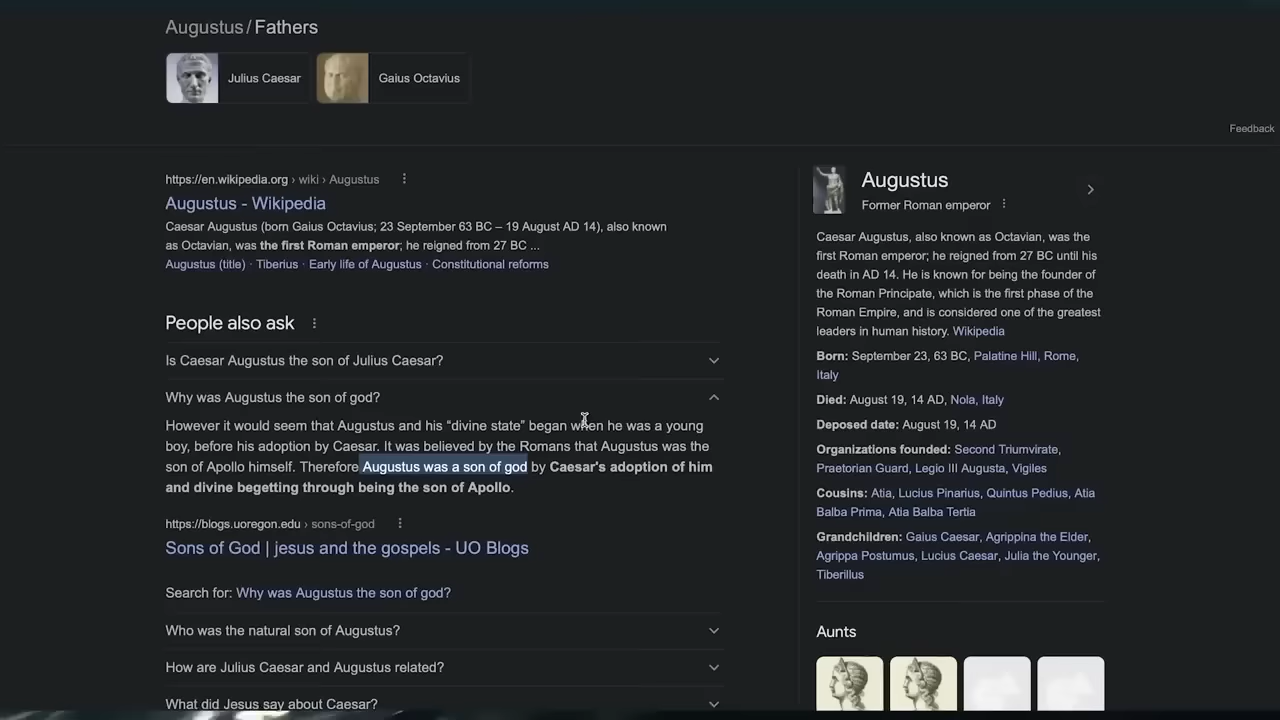 Augustus / Fathers
Julius Caesar
Gaius Octavius
Feedback
https://en.wikipedia.org › wiki › Augustus
Augustus - Wikipedia
Caesar Augustus (born Gaius Octavius; 23 September 63 BC – 19 August AD 14), also known
as Octavian, was the first Roman emperor; he reigned from 27 BC ...
Augustus (title) · Tiberius · Early life of Augustus · Constitutional reforms
People also ask
Is Caesar Augustus the son of Julius Caesar?
Why was Augustus the son of god?
However it would seem that Augustus and his “divine state” began when he was a young
boy, before his adoption by Caesar. It was believed by the Romans that Augustus was the
son of Apollo himself. Therefore Augustus was a son of god by Caesar's adoption of him
and divine begetting through being the son of Apollo.
https://blogs.uoregon.edu › sons-of-god
Sons of God | jesus and the gospels - UO Blogs
Search for: Why was Augustus the son of god?
Who was the natural son of Augustus?
How are Julius Caesar and Augustus related?
What did Jesus say about Caesar?
Augustus
Former Roman emperor
Caesar Augustus, also known as Octavian, was the
first Roman emperor; he reigned from 27 BC until his
death in AD 14. He is known for being the founder of
the Roman Principate, which is the first phase of the
Roman Empire, and is considered one of the greatest
leaders in human history. Wikipedia
Born: September 23, 63 BC, Palatine Hill, Rome,
Italy
Died: August 19, 14 AD, Nola, Italy
Deposed date: August 19, 14 AD
Organizations founded: Second Triumvirate,
Praetorian Guard, Legio III Augusta, Vigiles
Cousins: Atia, Lucius Pinarius, Quintus Pedius, Atia
Balba Prima, Atia Balba Tertia
Grandchildren: Gaius Caesar, Agrippina the Elder,
Agrippa Postumus, Lucius Caesar, Julia the Younger,
Tiberillus
Aunts